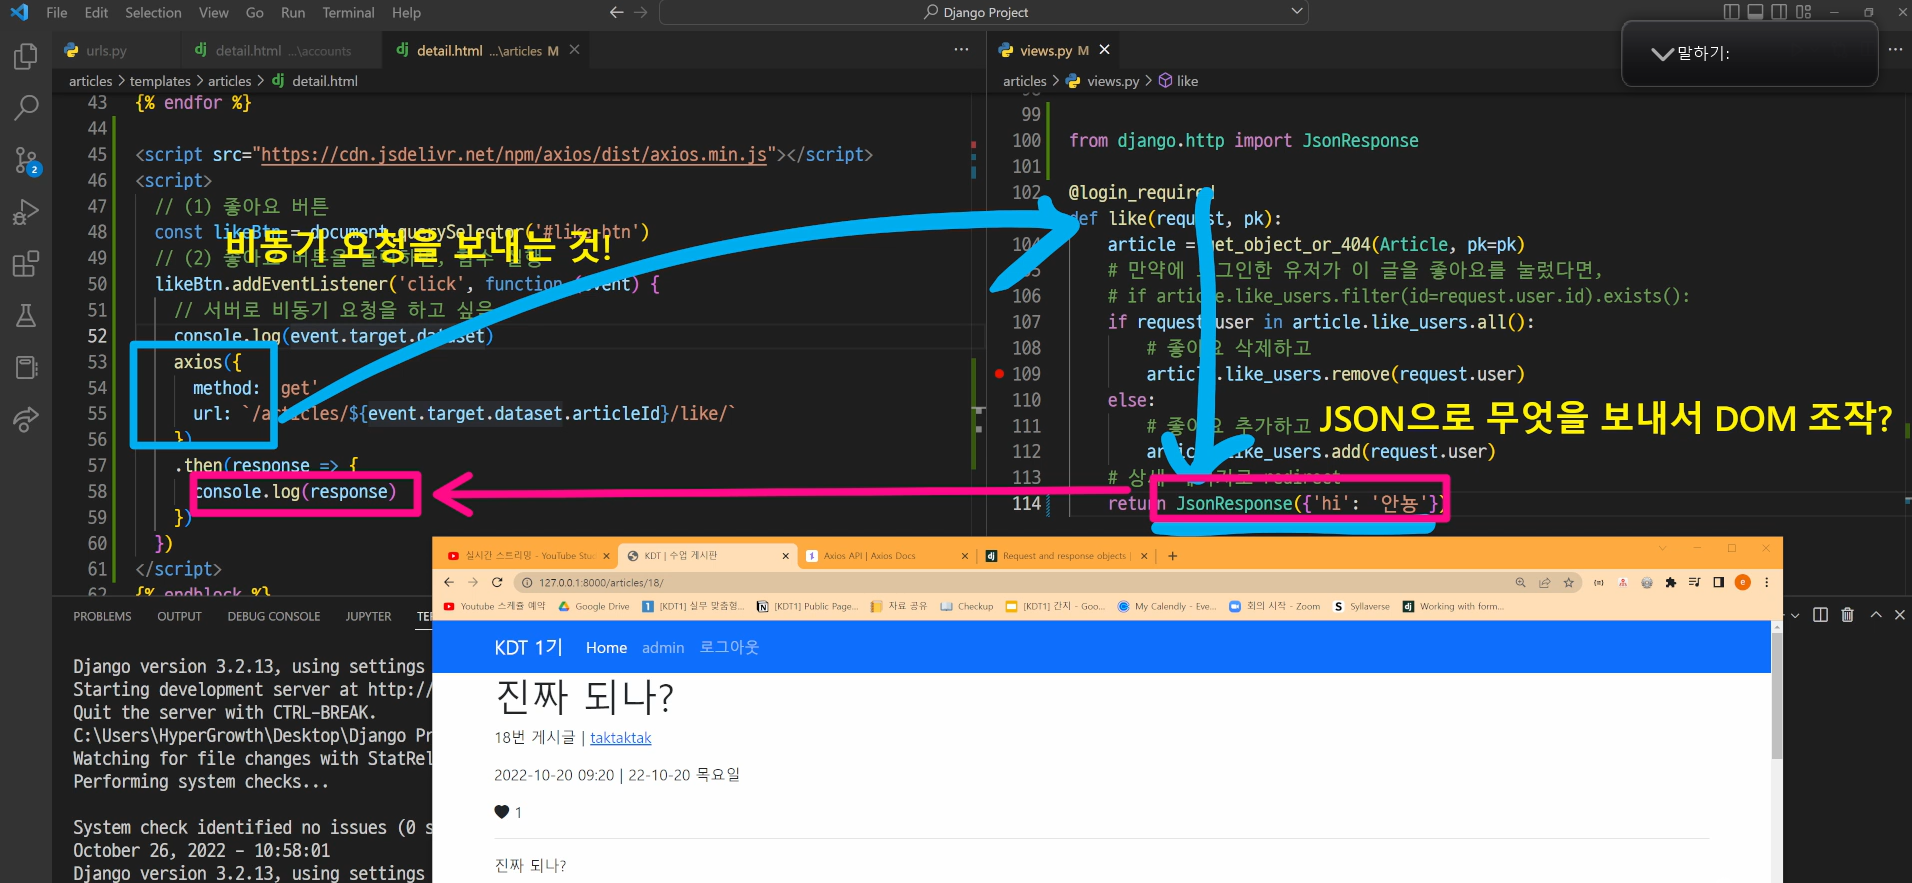 File Edit Selection View Go Run Terminal Help
Django Project
말하기:
urls.py
detail.html ...\accounts
detail.html ...\articles M
articles > templates > articles > detail.html
43 {% endfor %}
44
45 <script src="https://cdn.jsdelivr.net/npm/axios/dist/axios.min.js"></script>
46 <script>
47 // (1) 좋아요 버튼
48 const likeBtn = document.querySelector('#like-btn')
비동기 요청을 보내는 것!
49 // (2) 좋아요 버튼을
50 likeBtn.addEventListener('click', function (event) {
51 // 서버로 비동기 요청을 하고 싶음
52 console.log(event.target.dataset)
53 axios({
54 method: get'
55 url: `/articles/${event.target.dataset.articleId}/like/`
56 })
57 .then(response => {
58 console.log(response)
59 })
60 })
61 </script>
62 {% endblock %}
views.py M
articles > views.py > like
98
99
100 from django.http import JsonResponse
101
102 @login_required
def like(request, pk):
104 article = get_object_or_404(Article, pk=pk)
# 만약에 로그인한 유저가 이 글을 좋아요를 눌렀다면,
106 # if article.like_users.filter(id=request.user.id).exists():
107 if request.user in article.like_users.all():
108 # 좋아요 삭제하고
109 article.like_users.remove(request.user)
110 else:
111 # 좋아요 추가하고
JSON으로 무엇을 보내서 DOM 조작?
112 article.like_users.add(request.user)
113 # 상세 redirect
114 return JsonResponse({'hi': '안뇽'})
PROBLEMS OUTPUT DEBUG CONSOLE JUPYTER TE
Django version 3.2.13, using settings
Starting development server at http://
Quit the server with CTRL-BREAK.
C:\Users\HyperGrowth\Desktop\Django Pr
Watching for file changes with StatRel
Performing system checks...
System check identified no issues (0 s
October 26, 2022 - 10:58:01
Django version 3.2.13, using settings
실시간 스트리밍 - YouTube Stu
KDT | 수업 게시판
Axios API | Axios Docs
Request and response objects
127.0.0.1:8000/articles/18/
Youtube 스케쥴 예약
Google Drive
[KDT1] 실무 맞춤형...
[KDT1] Public Page...
자료 공유
Checkup
[KDT1] 간지 - Goo...
My Calendly - Eve...
회의 시작 - Zoom
Syllaverse
Working with form...
KDT 1기 Home admin 로그아웃
진짜 되나?
18번 게시글 | taktaktak
2022-10-20 09:20 | 22-10-20 목요일
1
진짜 되나?